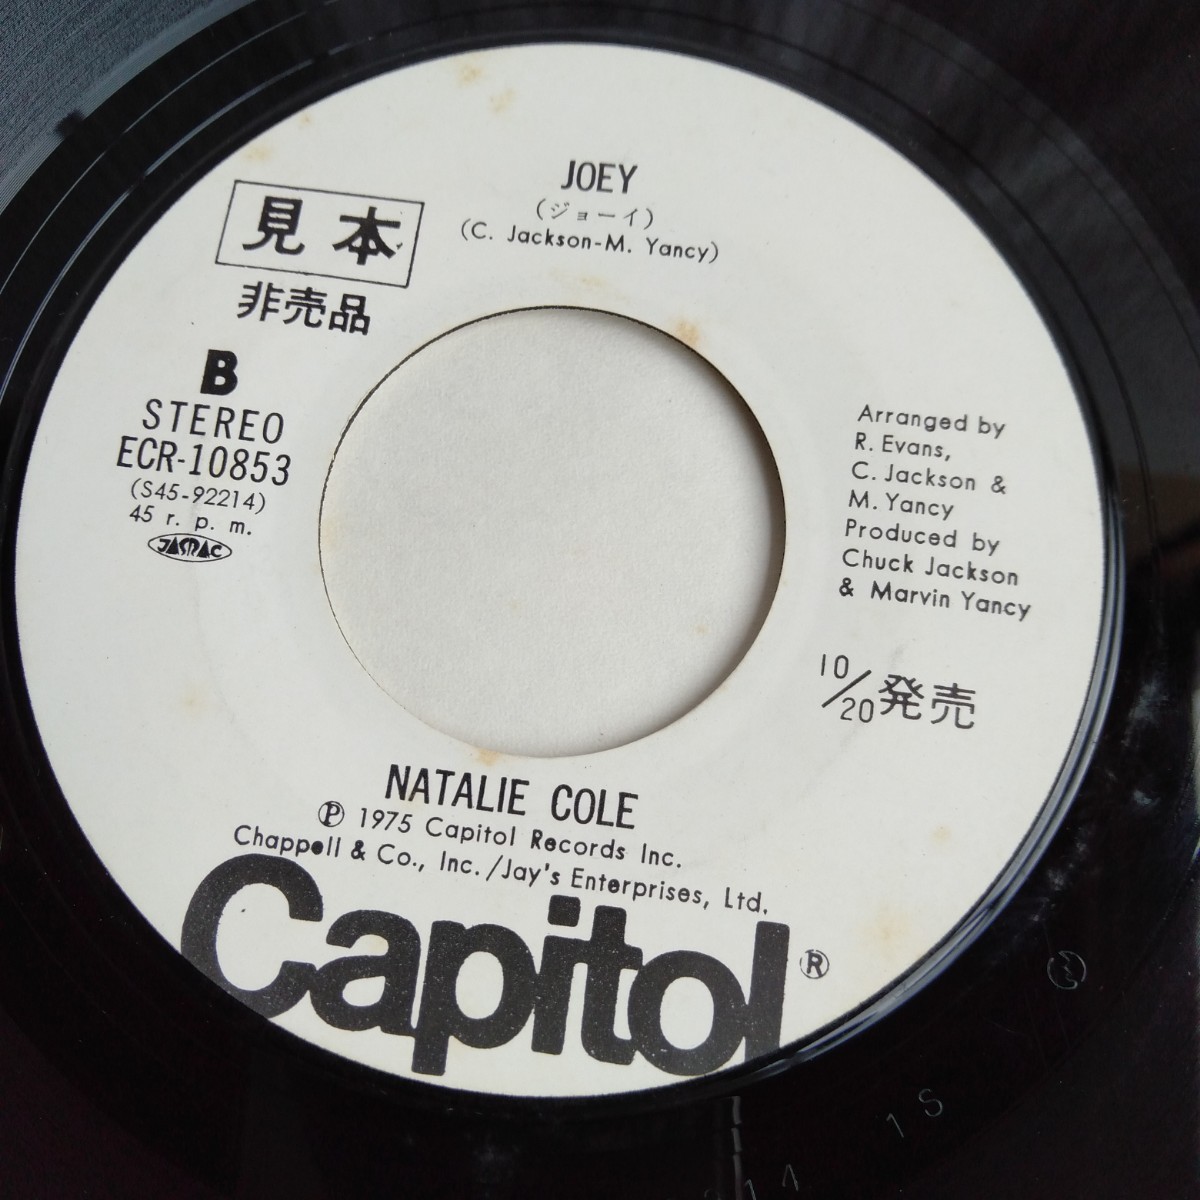 JOEY
(ジョーイ)
(C. Jackson-M. Yancy)
見本
非売品
B
STEREO
ECR-10853
(S45-92214)
45 r. p. m.
JASRAC
Arranged by
R. Evans,
C. Jackson &
M. Yancy
Produced by
Chuck Jackson
& Marvin Yancy
10/20発売
NATALIE COLE
Ⓟ 1975 Capitol Records Inc.
Chappell & Co., Inc./Jay's Enterprises, Ltd.
Capitol®
1S